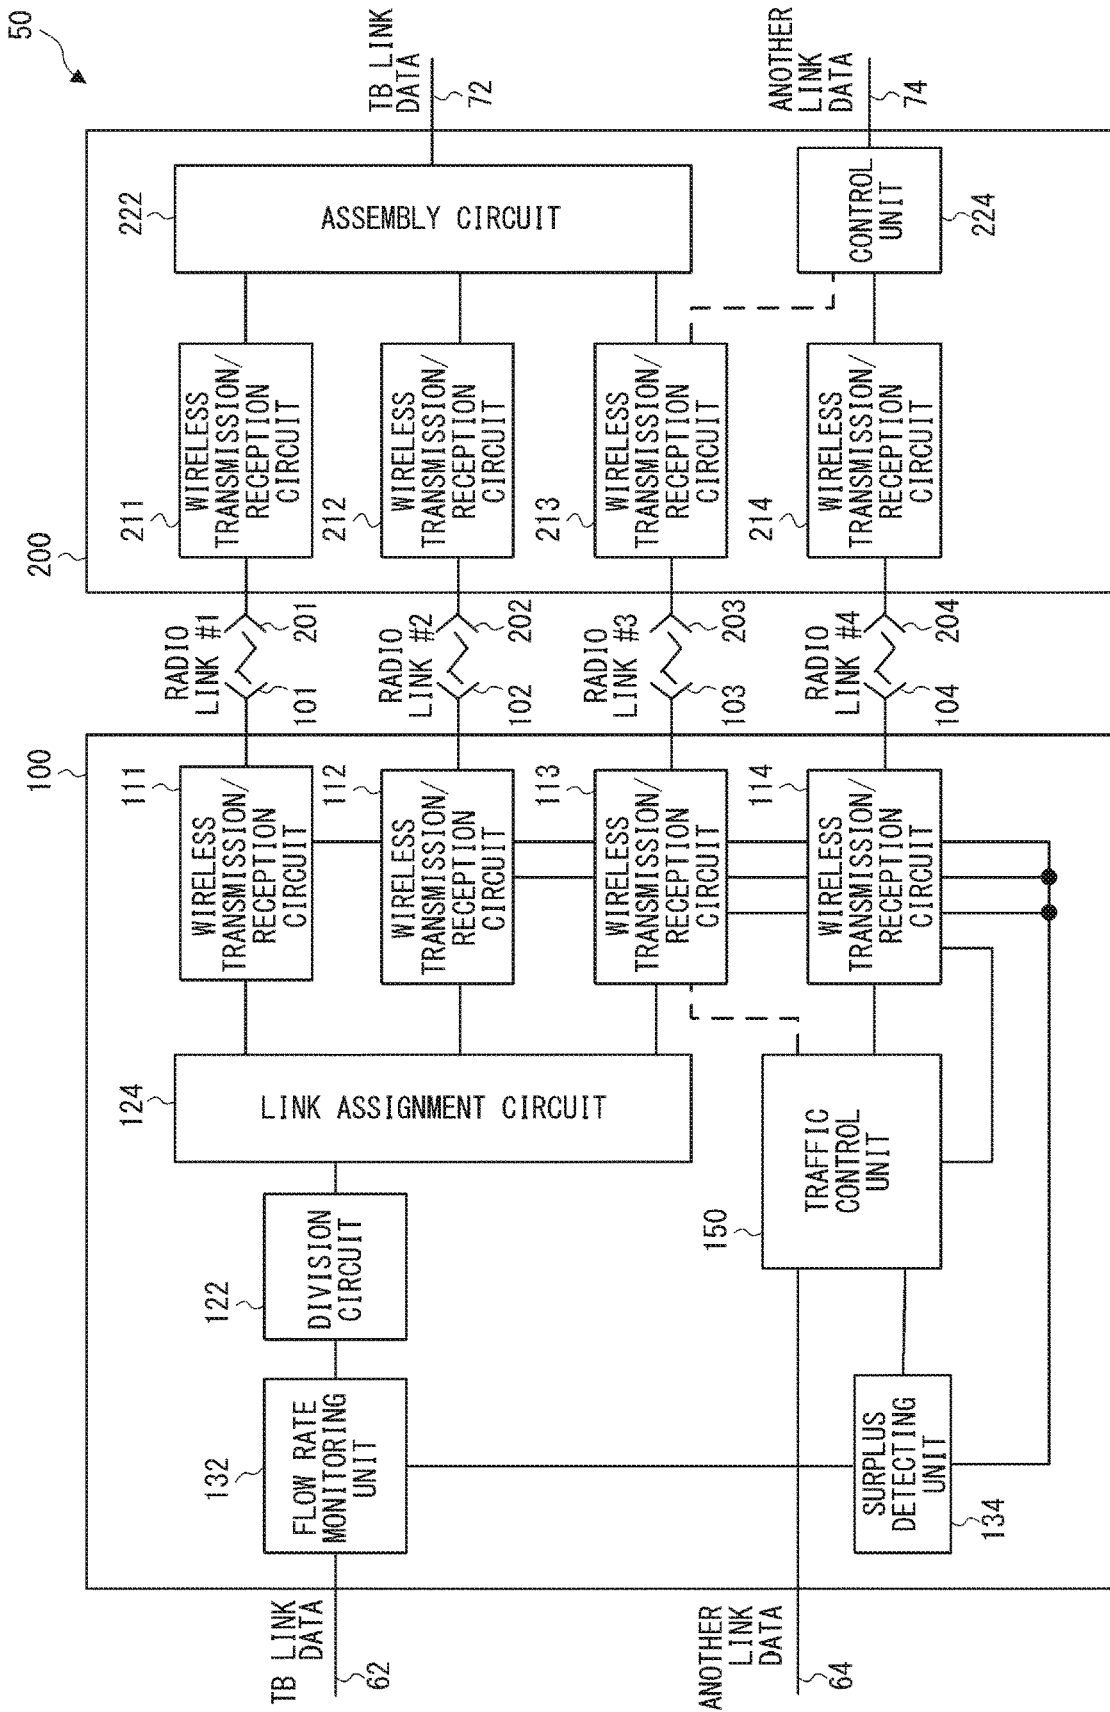 50
100
200
TB LINK
DATA
62
FLOW RATE
MONITORING
UNIT
132
DIVISION
CIRCUIT
122
LINK ASSIGNMENT CIRCUIT
124
WIRELESS
TRANSMISSION/
RECEPTION
CIRCUIT
111
RADIO
LINK #1
101
201
WIRELESS
TRANSMISSION/
RECEPTION
CIRCUIT
211
ASSEMBLY CIRCUIT
222
TB LINK
DATA
72
WIRELESS
TRANSMISSION/
RECEPTION
CIRCUIT
112
RADIO
LINK #2
102
202
WIRELESS
TRANSMISSION/
RECEPTION
CIRCUIT
212
WIRELESS
TRANSMISSION/
RECEPTION
CIRCUIT
113
RADIO
LINK #3
103
203
WIRELESS
TRANSMISSION/
RECEPTION
CIRCUIT
213
ANOTHER
LINK
DATA
64
SURPLUS
DETECTING
UNIT
134
TRAFFIC
CONTROL
UNIT
150
WIRELESS
TRANSMISSION/
RECEPTION
CIRCUIT
114
RADIO
LINK #4
104
204
WIRELESS
TRANSMISSION/
RECEPTION
CIRCUIT
214
CONTROL
UNIT
224
ANOTHER
LINK
DATA
74